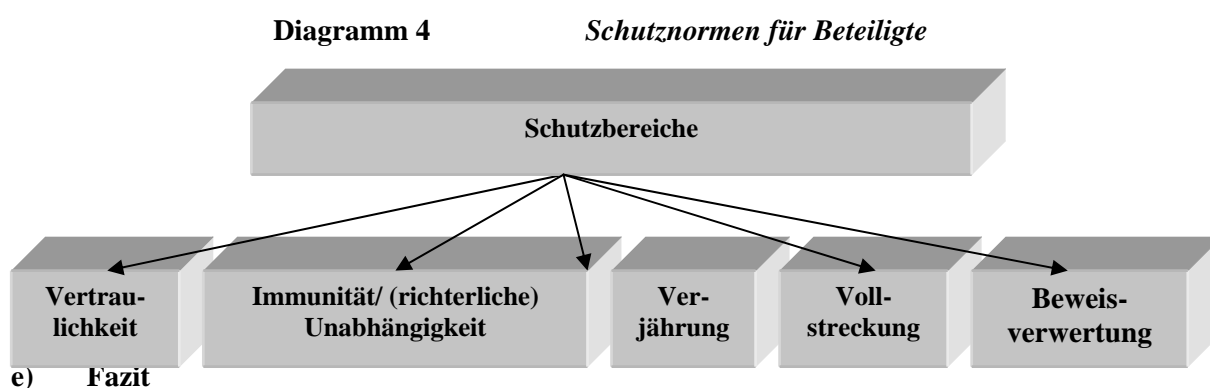 Diagramm 4 Schutznormen für Beteiligte
Schutzbereiche
Vertrau-
lichkeit
Immunität/ (richterliche)
Unabhängigkeit
Ver-
jährung
Voll-
streckung
Beweis-
verwertung
e) Fazit